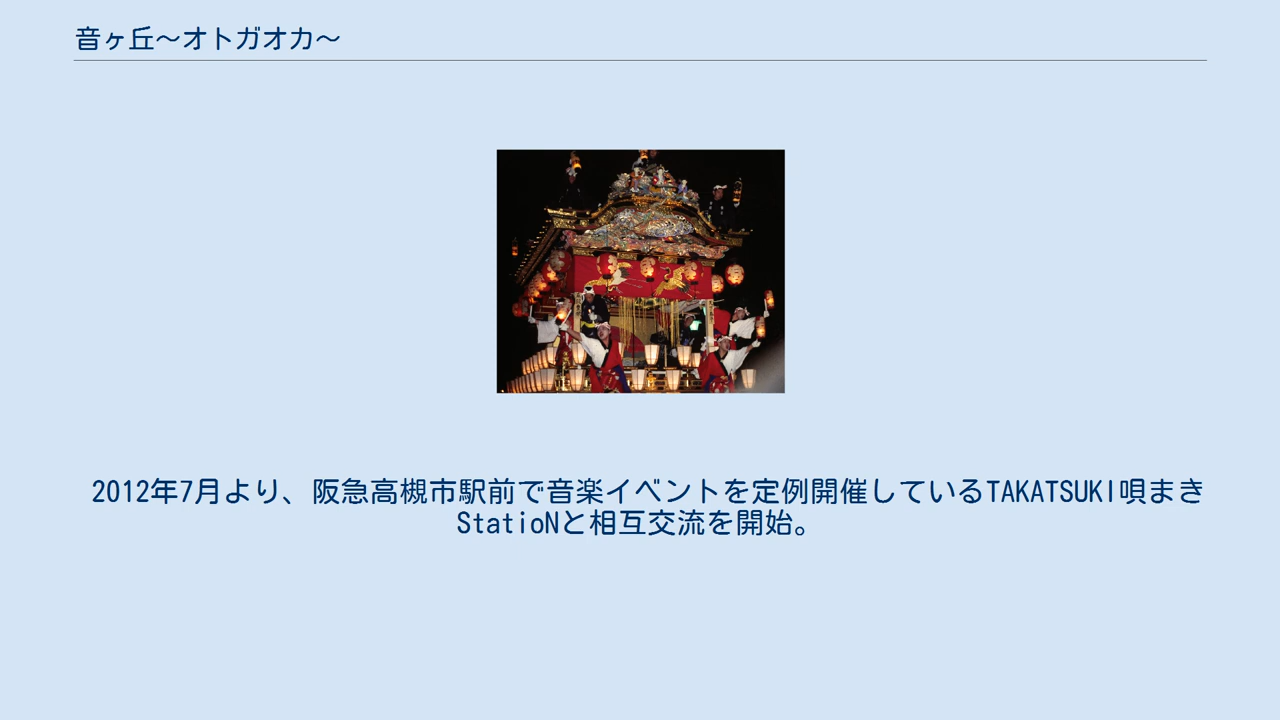 音ヶ丘〜オトガオカ〜
2012年7月より、阪急高槻市駅前で音楽イベントを定例開催しているTAKATSUKI唄まき
StatioNと相互交流を開始。